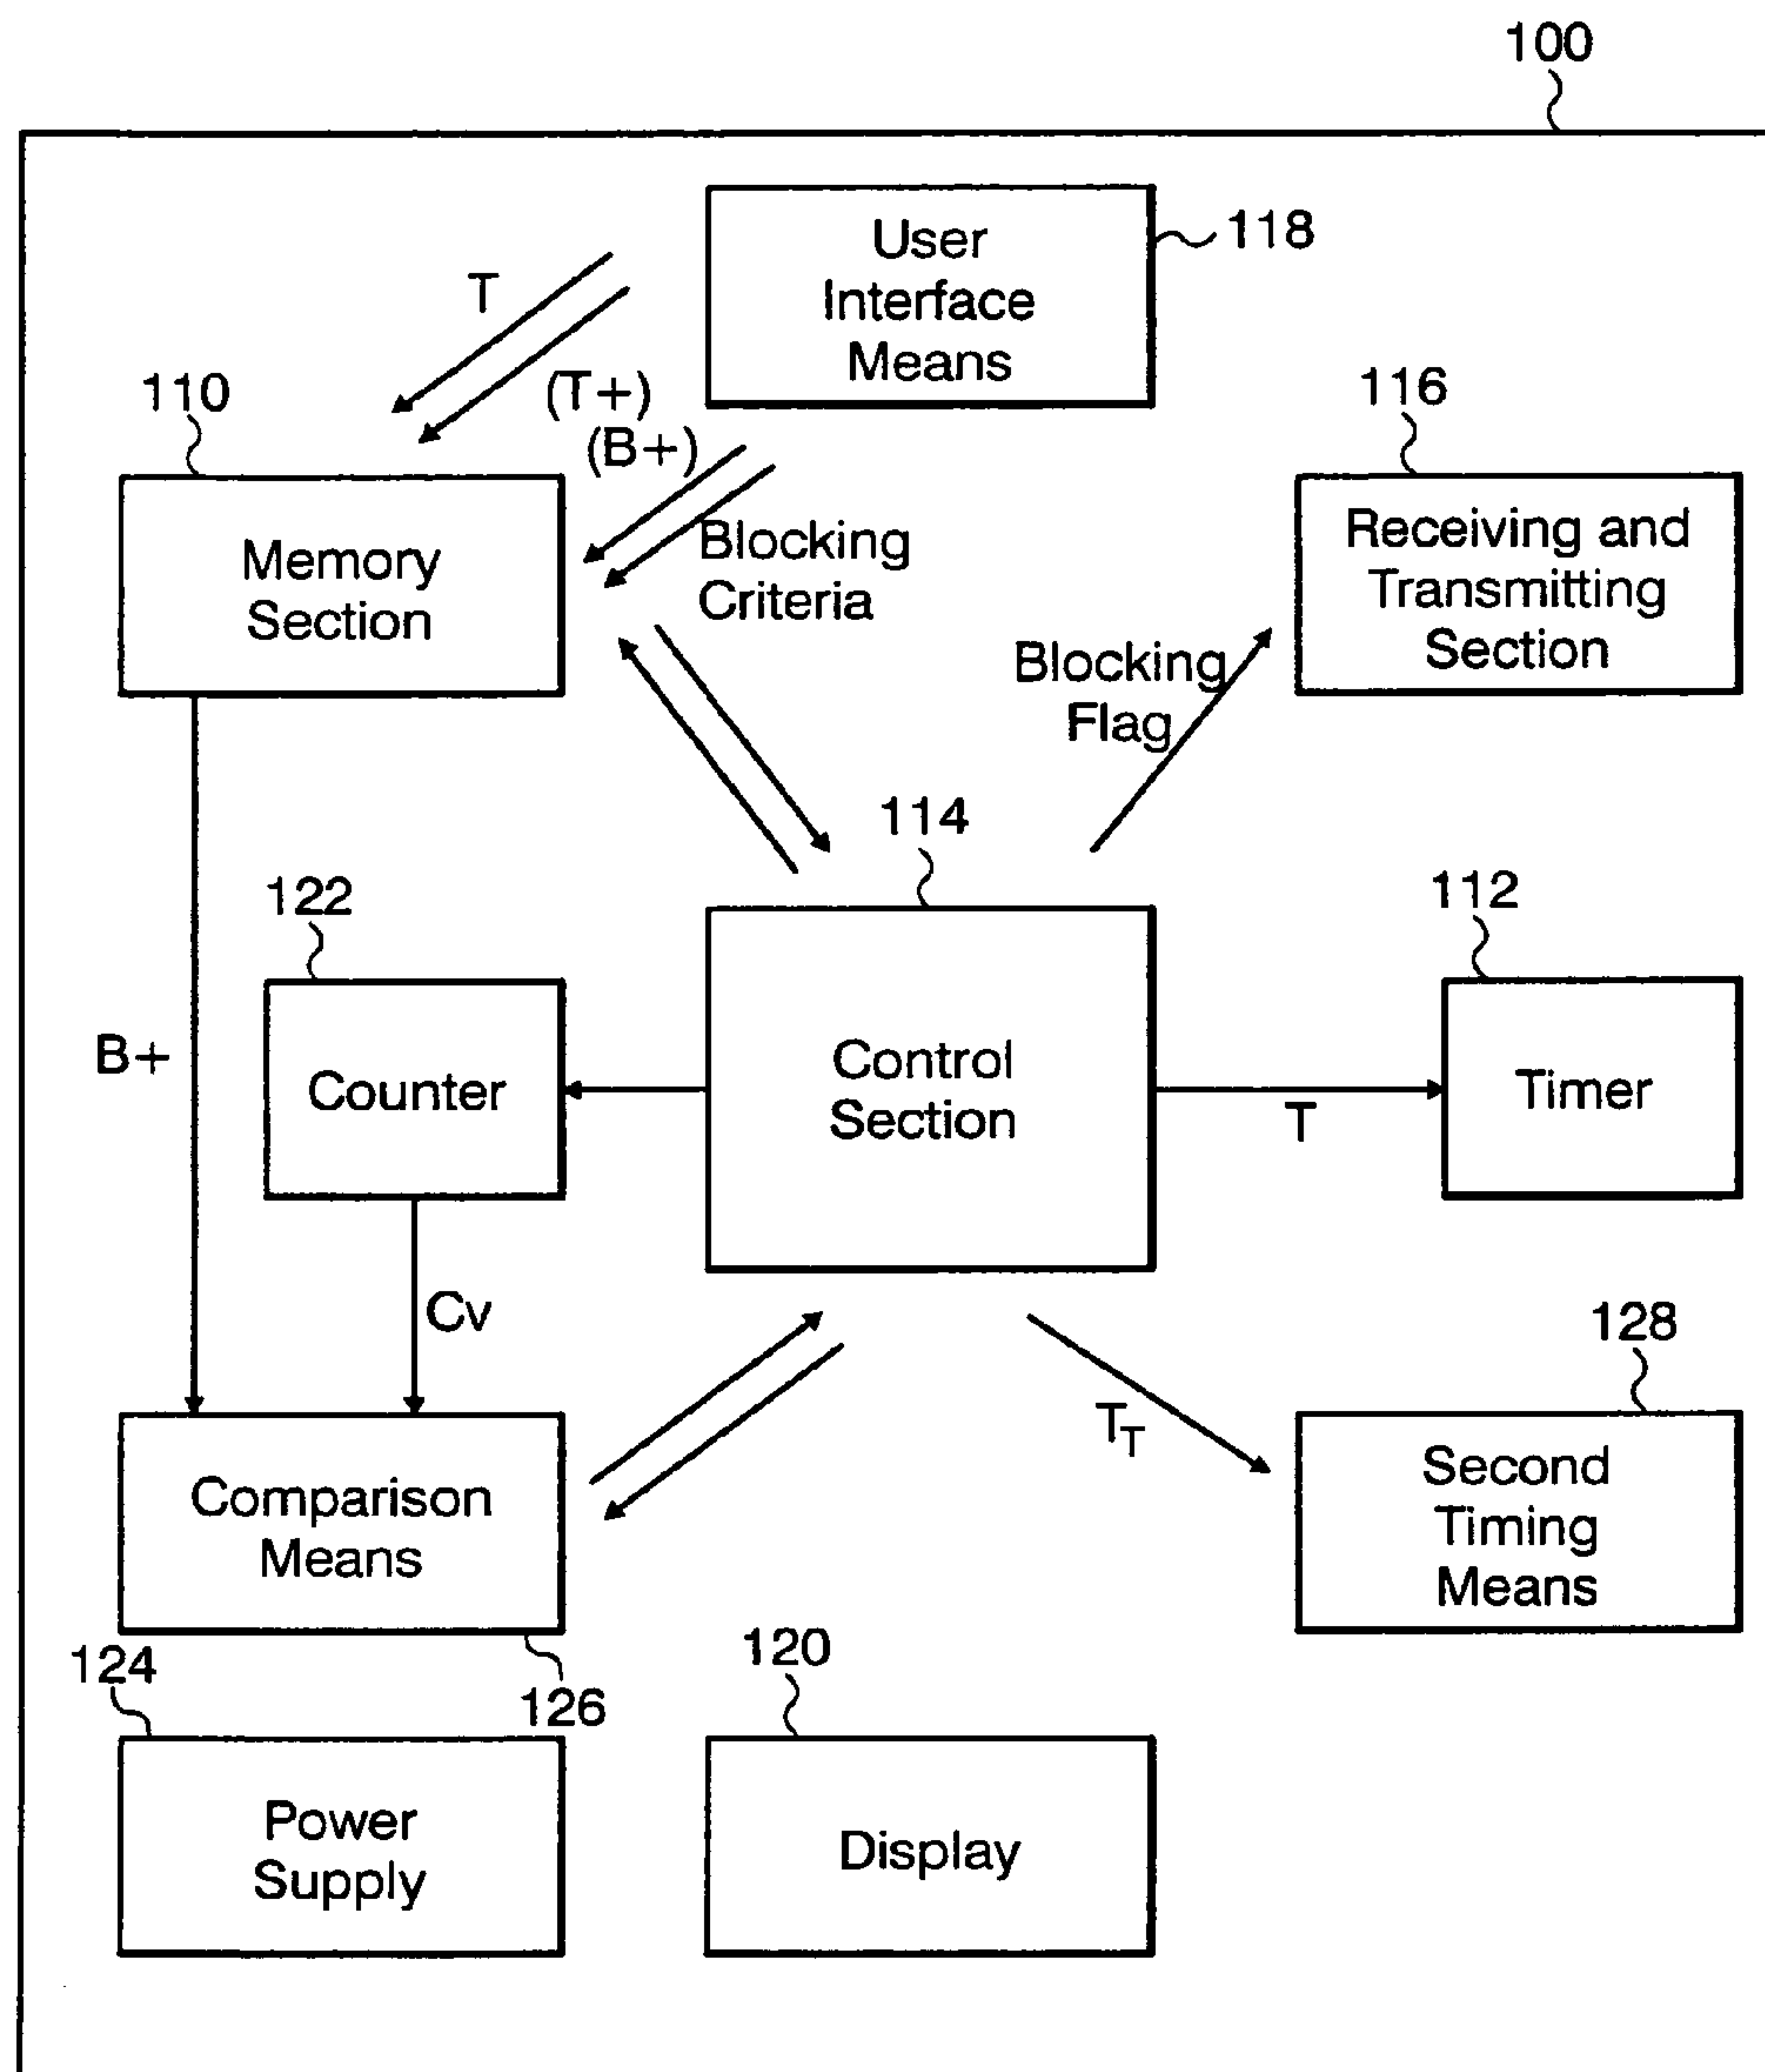 100
User
Interface
Means
118
T
(T+)
(B+)
110
116
Memory
Section
Blocking
Criteria
Receiving and
Transmitting
Section
Blocking
Flag
114
122
112
B+
Counter
Control
Section
T
Timer
Cv
128
Comparison
Means
TT
Second
Timing
Means
124
126
120
Power
Supply
Display